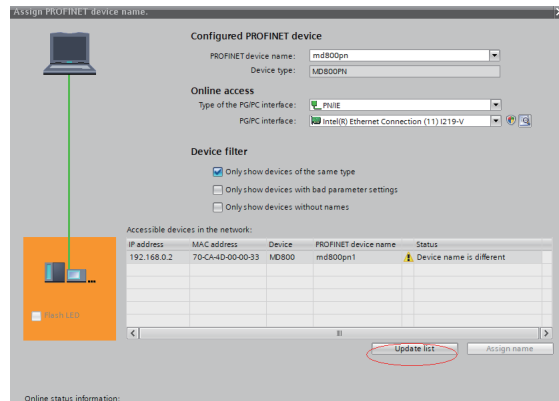 Assign PROFINET device name.
Configured PROFINET device
PROFINET device name: md800pn
Device type: MD800PN
Online access
Type of the PG/PC interface: PN/IE
PG/PC interface: Intel(R) Ethernet Connection (11) I219-V
Device filter
Only show devices of the same type
Only show devices with bad parameter settings
Only show devices without names
Accessible devices in the network:
IP address MAC address Device PROFINET device name Status
192.168.0.2 70-CA-4D-00-00-33 MD800 md800pn1 Device name is different
Flash LED
Update list Assign name
Online status information: